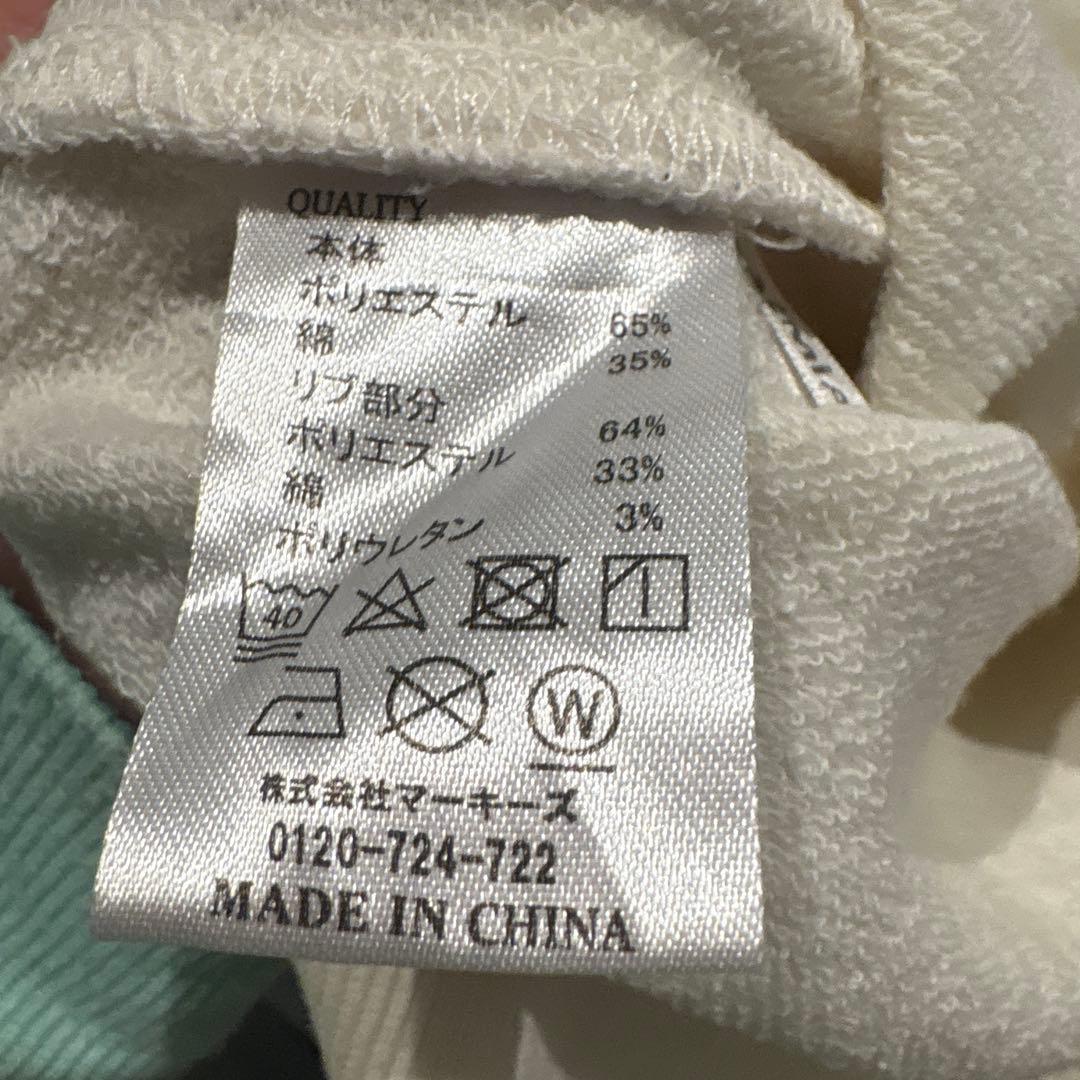 QUALITY
本体
ポリエステル 65%
綿 35%
リブ部分
ポリエステル 64%
綿 33%
ポリウレタン 3%
40
W
株式会社マーキーズ
0120-724-722
MADE IN CHINA